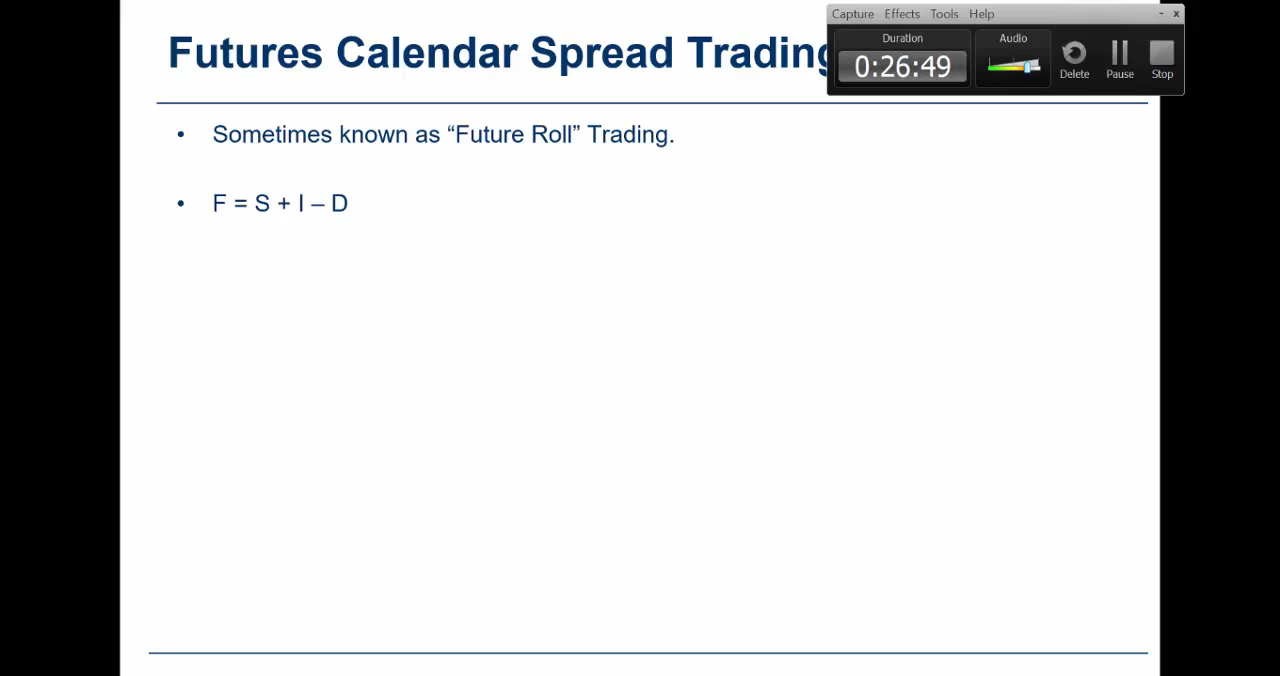 Futures Calendar Spread Trading
Capture Effects Tools Help - x
Duration
Audio
0:26:49
Delete Pause Stop
• Sometimes known as “Future Roll” Trading.
• F = S + I – D